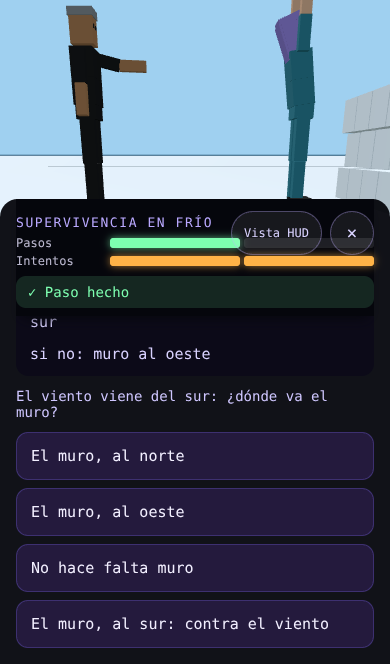 SUPERVIVENCIA EN FRÍO
Vista HUD
×
Pasos
Intentos
✓ Paso hecho
sur
si no: muro al oeste
El viento viene del sur: ¿dónde va el
muro?
El muro, al norte
El muro, al oeste
No hace falta muro
El muro, al sur: contra el viento